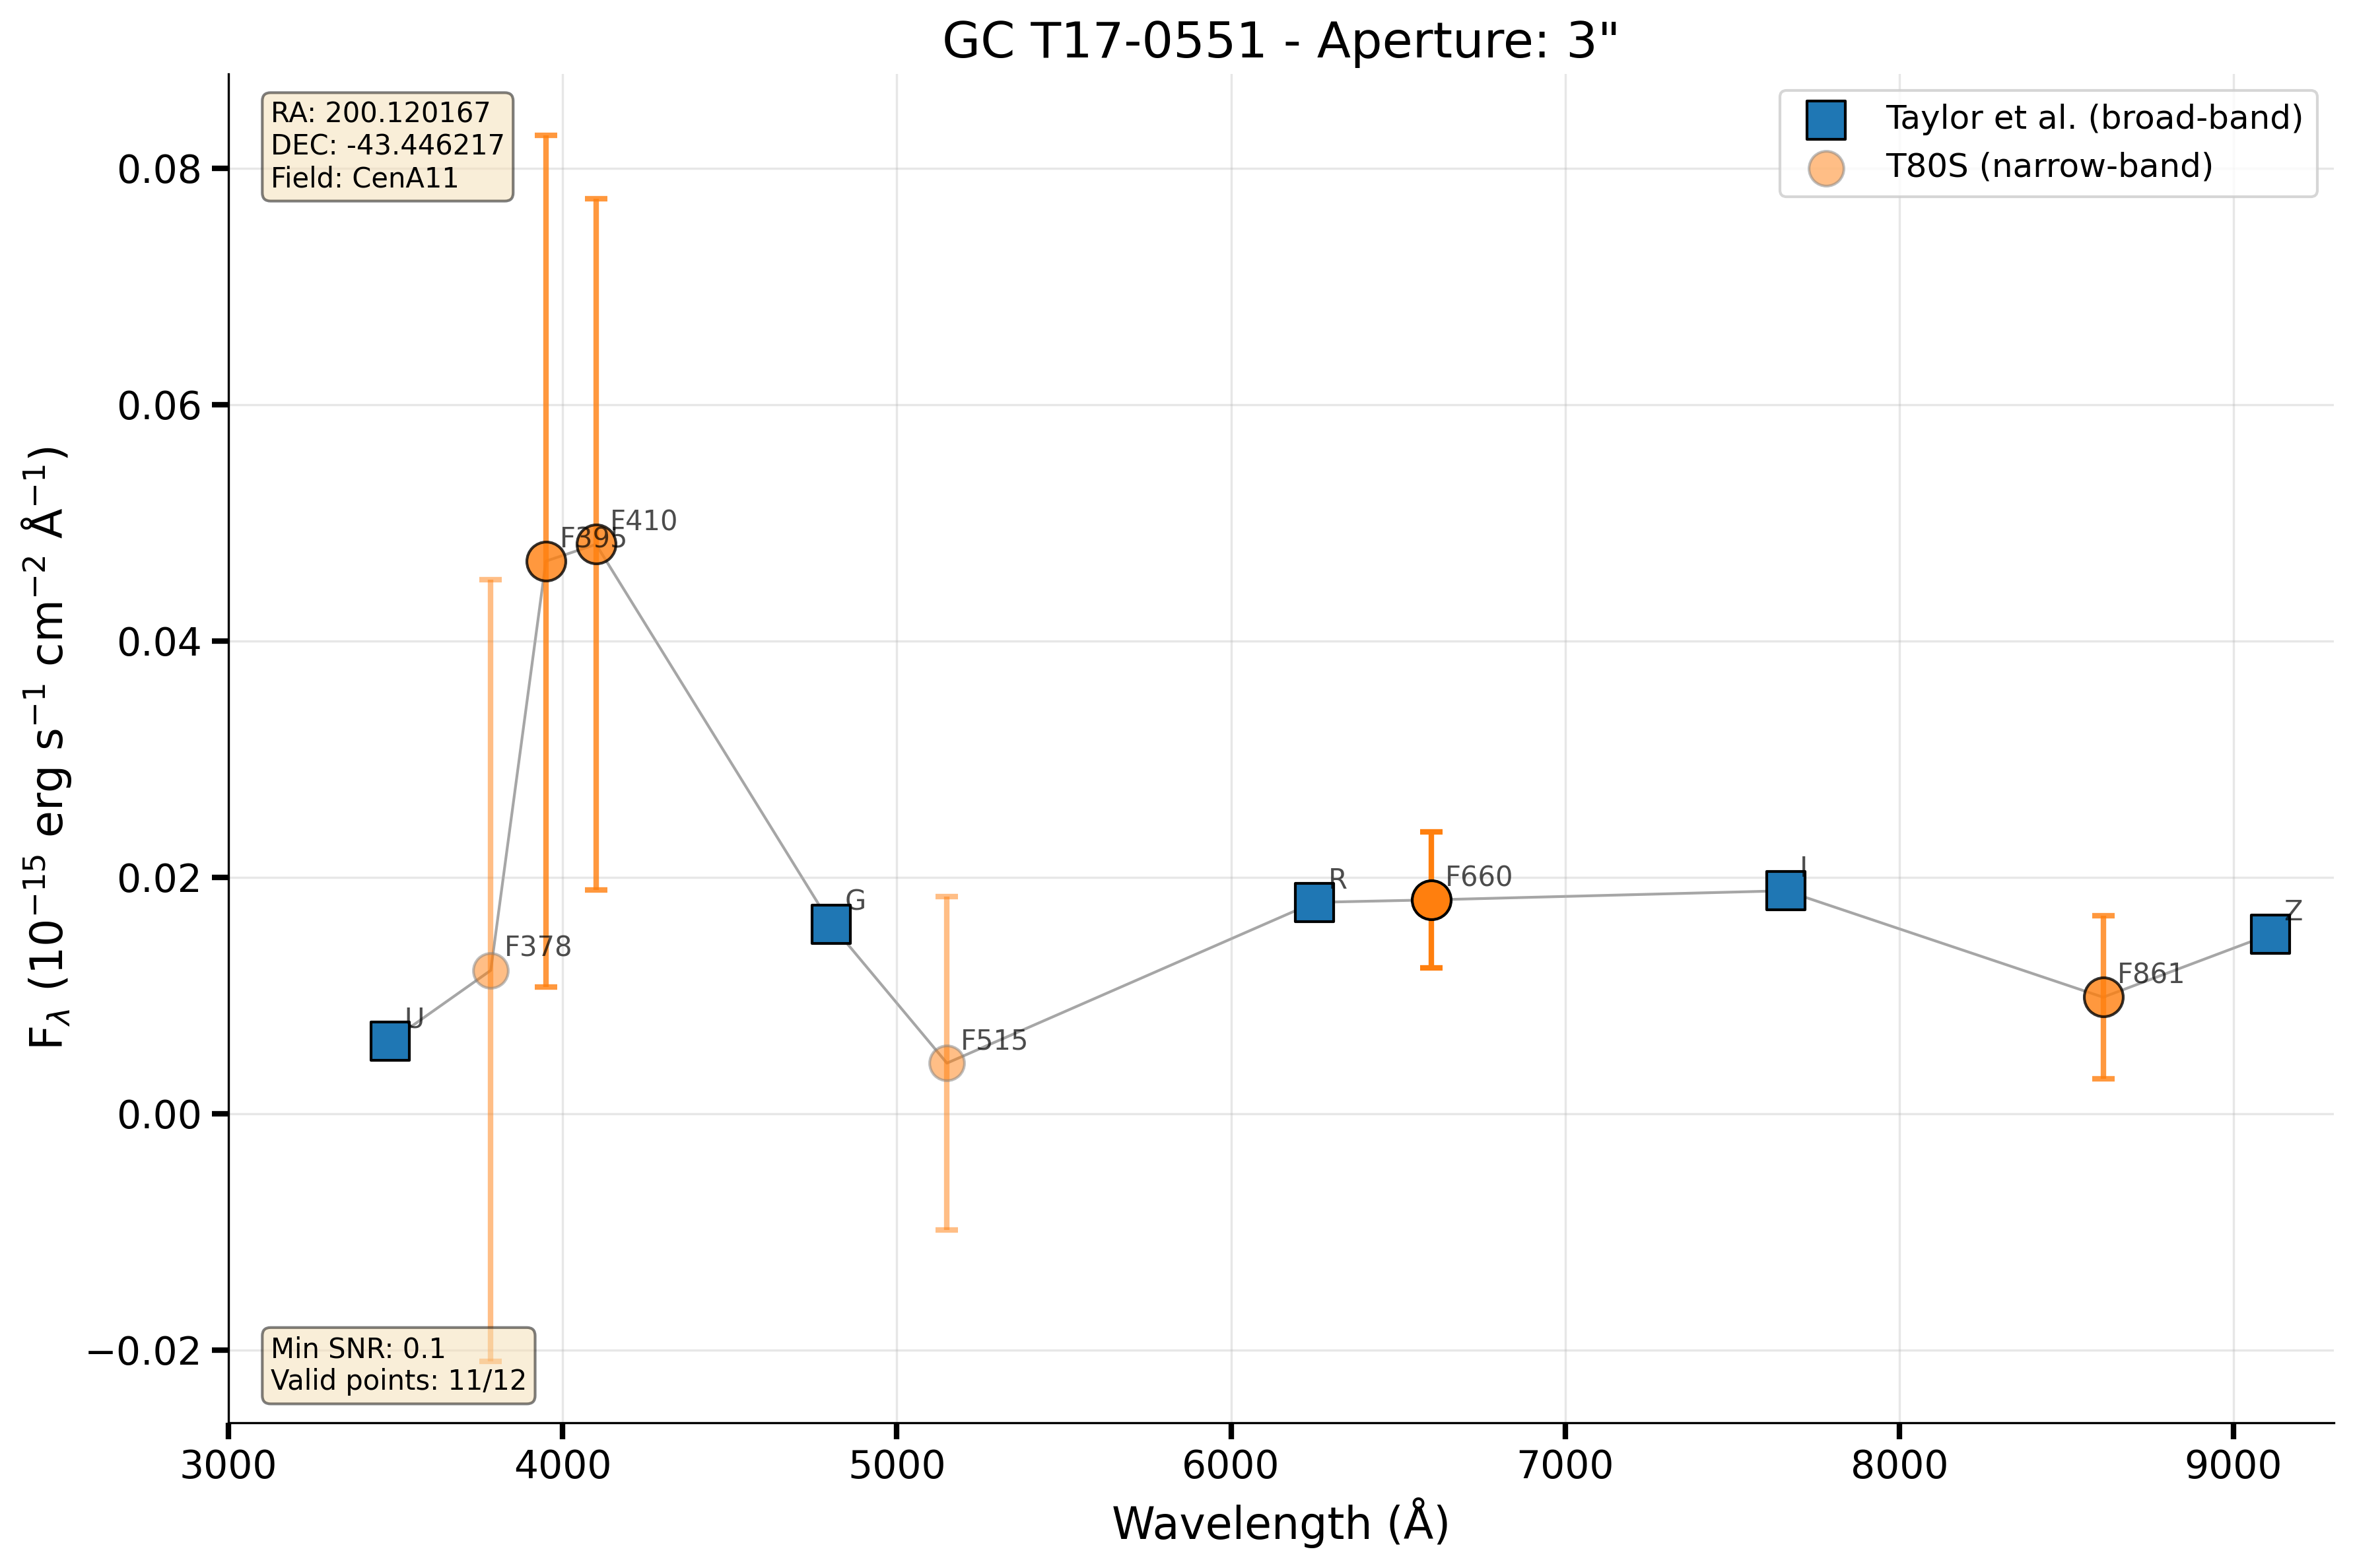 GC T17-0551 - Aperture: 3"
RA: 200.120167
DEC: -43.446217
Field: CenA11
Taylor et al. (broad-band)
T80S (narrow-band)
F_λ (10⁻¹⁵ erg s⁻¹ cm⁻² Å⁻¹)
0.08
0.06
0.04
0.02
0.00
−0.02
U
F378
F395
F410
G
F515
R
F660
I
F861
Z
Min SNR: 0.1
Valid points: 11/12
3000
4000
5000
6000
7000
8000
9000
Wavelength (Å)